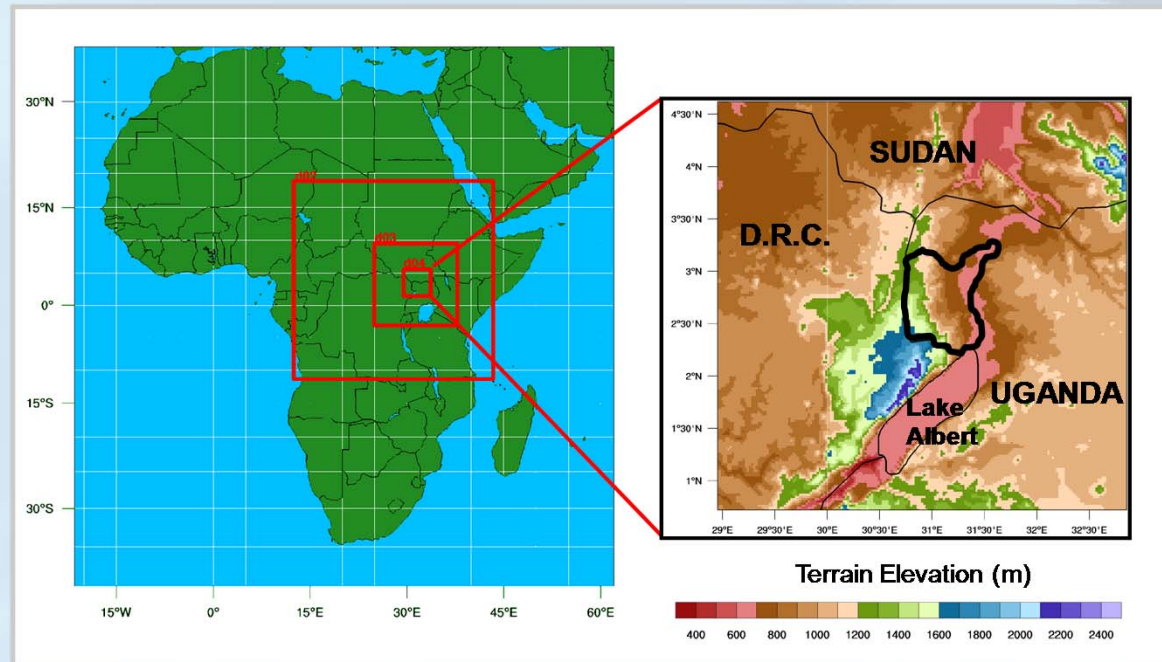 30°N
15°N
0°
15°S
30°S
15°W
0°
15°E
30°E
45°E
60°E
d02
d03
d04
4°30'N
4°N
3°30'N
3°N
2°30'N
2°N
1°30'N
1°N
29°E
29°30'E
30°E
30°30'E
31°E
31°30'E
32°E
32°30'E
SUDAN
D.R.C.
UGANDA
Lake
Albert
Terrain Elevation (m)
400 600 800 1000 1200 1400 1600 1800 2000 2200 2400